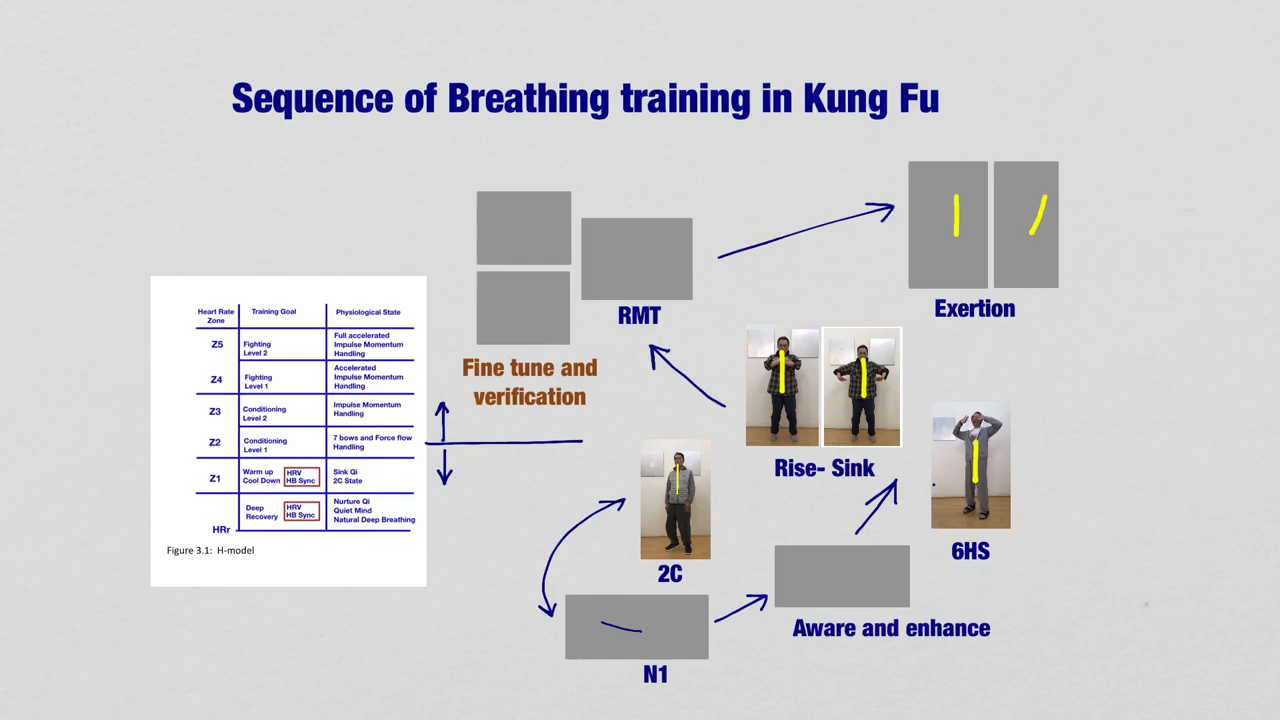 Sequence of Breathing training in Kung Fu
Heart Rate
Zone
Training Goal
Physiological State
Z5
Fighting
Level 2
Full accelerated
Impulse Momentum
Handling
Z4
Fighting
Level 1
Accelerated
Impulse Momentum
Handling
Z3
Conditioning
Level 2
Impulse Momentum
Handling
Z2
Conditioning
Level 1
7 bows and Force flow
Handling
Z1
Warm up
Cool Down
HRV
HB Sync
Sink Qi
2C State
Deep
Recovery
HRV
HB Sync
Nurture Qi
Quiet Mind
Natural Deep Breathing
HRr
Figure 3.1: H-model
Fine tune and
verification
RMT
Exertion
Rise- Sink
6HS
2C
Aware and enhance
N1